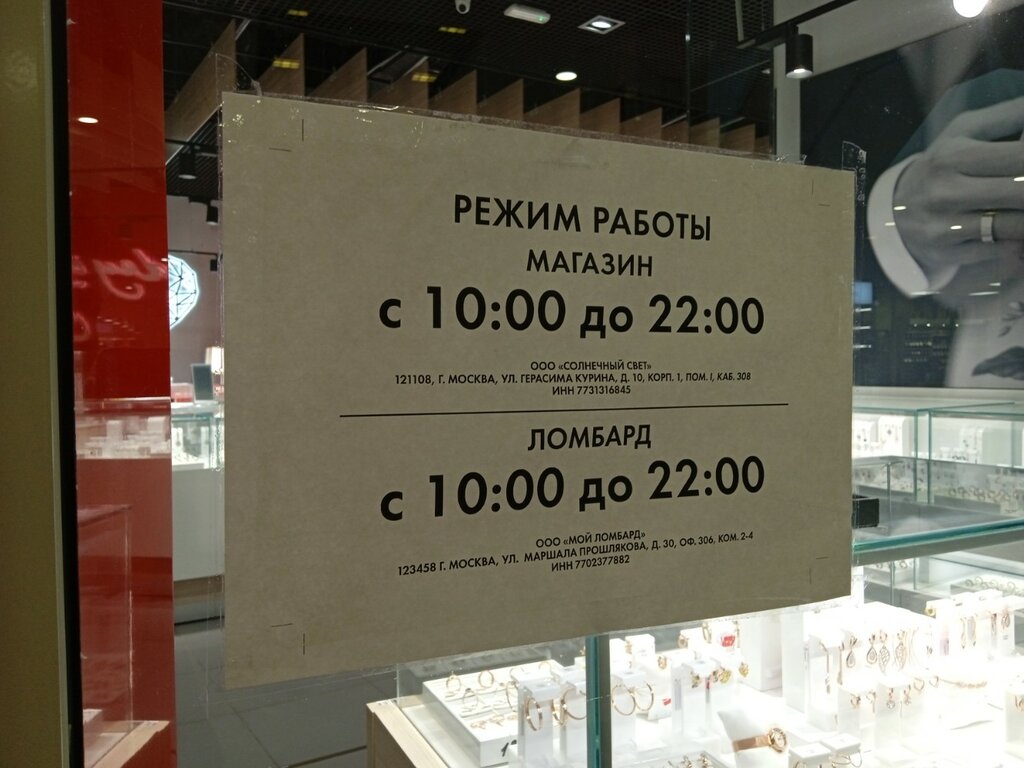 РЕЖИМ РАБОТЫ
МАГАЗИН
с 10:00 до 22:00
ООО «СОЛНЕЧНЫЙ СВЕТ»
121108, Г. МОСКВА, УЛ. ГЕРАСИМА КУРИНА, Д. 10, КОРП. 1, ПОМ. I, КАБ. 308
ИНН 7731316845
ЛОМБАРД
с 10:00 до 22:00
ООО «МОЙ ЛОМБАРД»
123458 Г. МОСКВА, УЛ. МАРШАЛА ПРОШЛЯКОВА, Д. 30, ОФ. 306, КОМ. 2-4
ИНН 7702377882